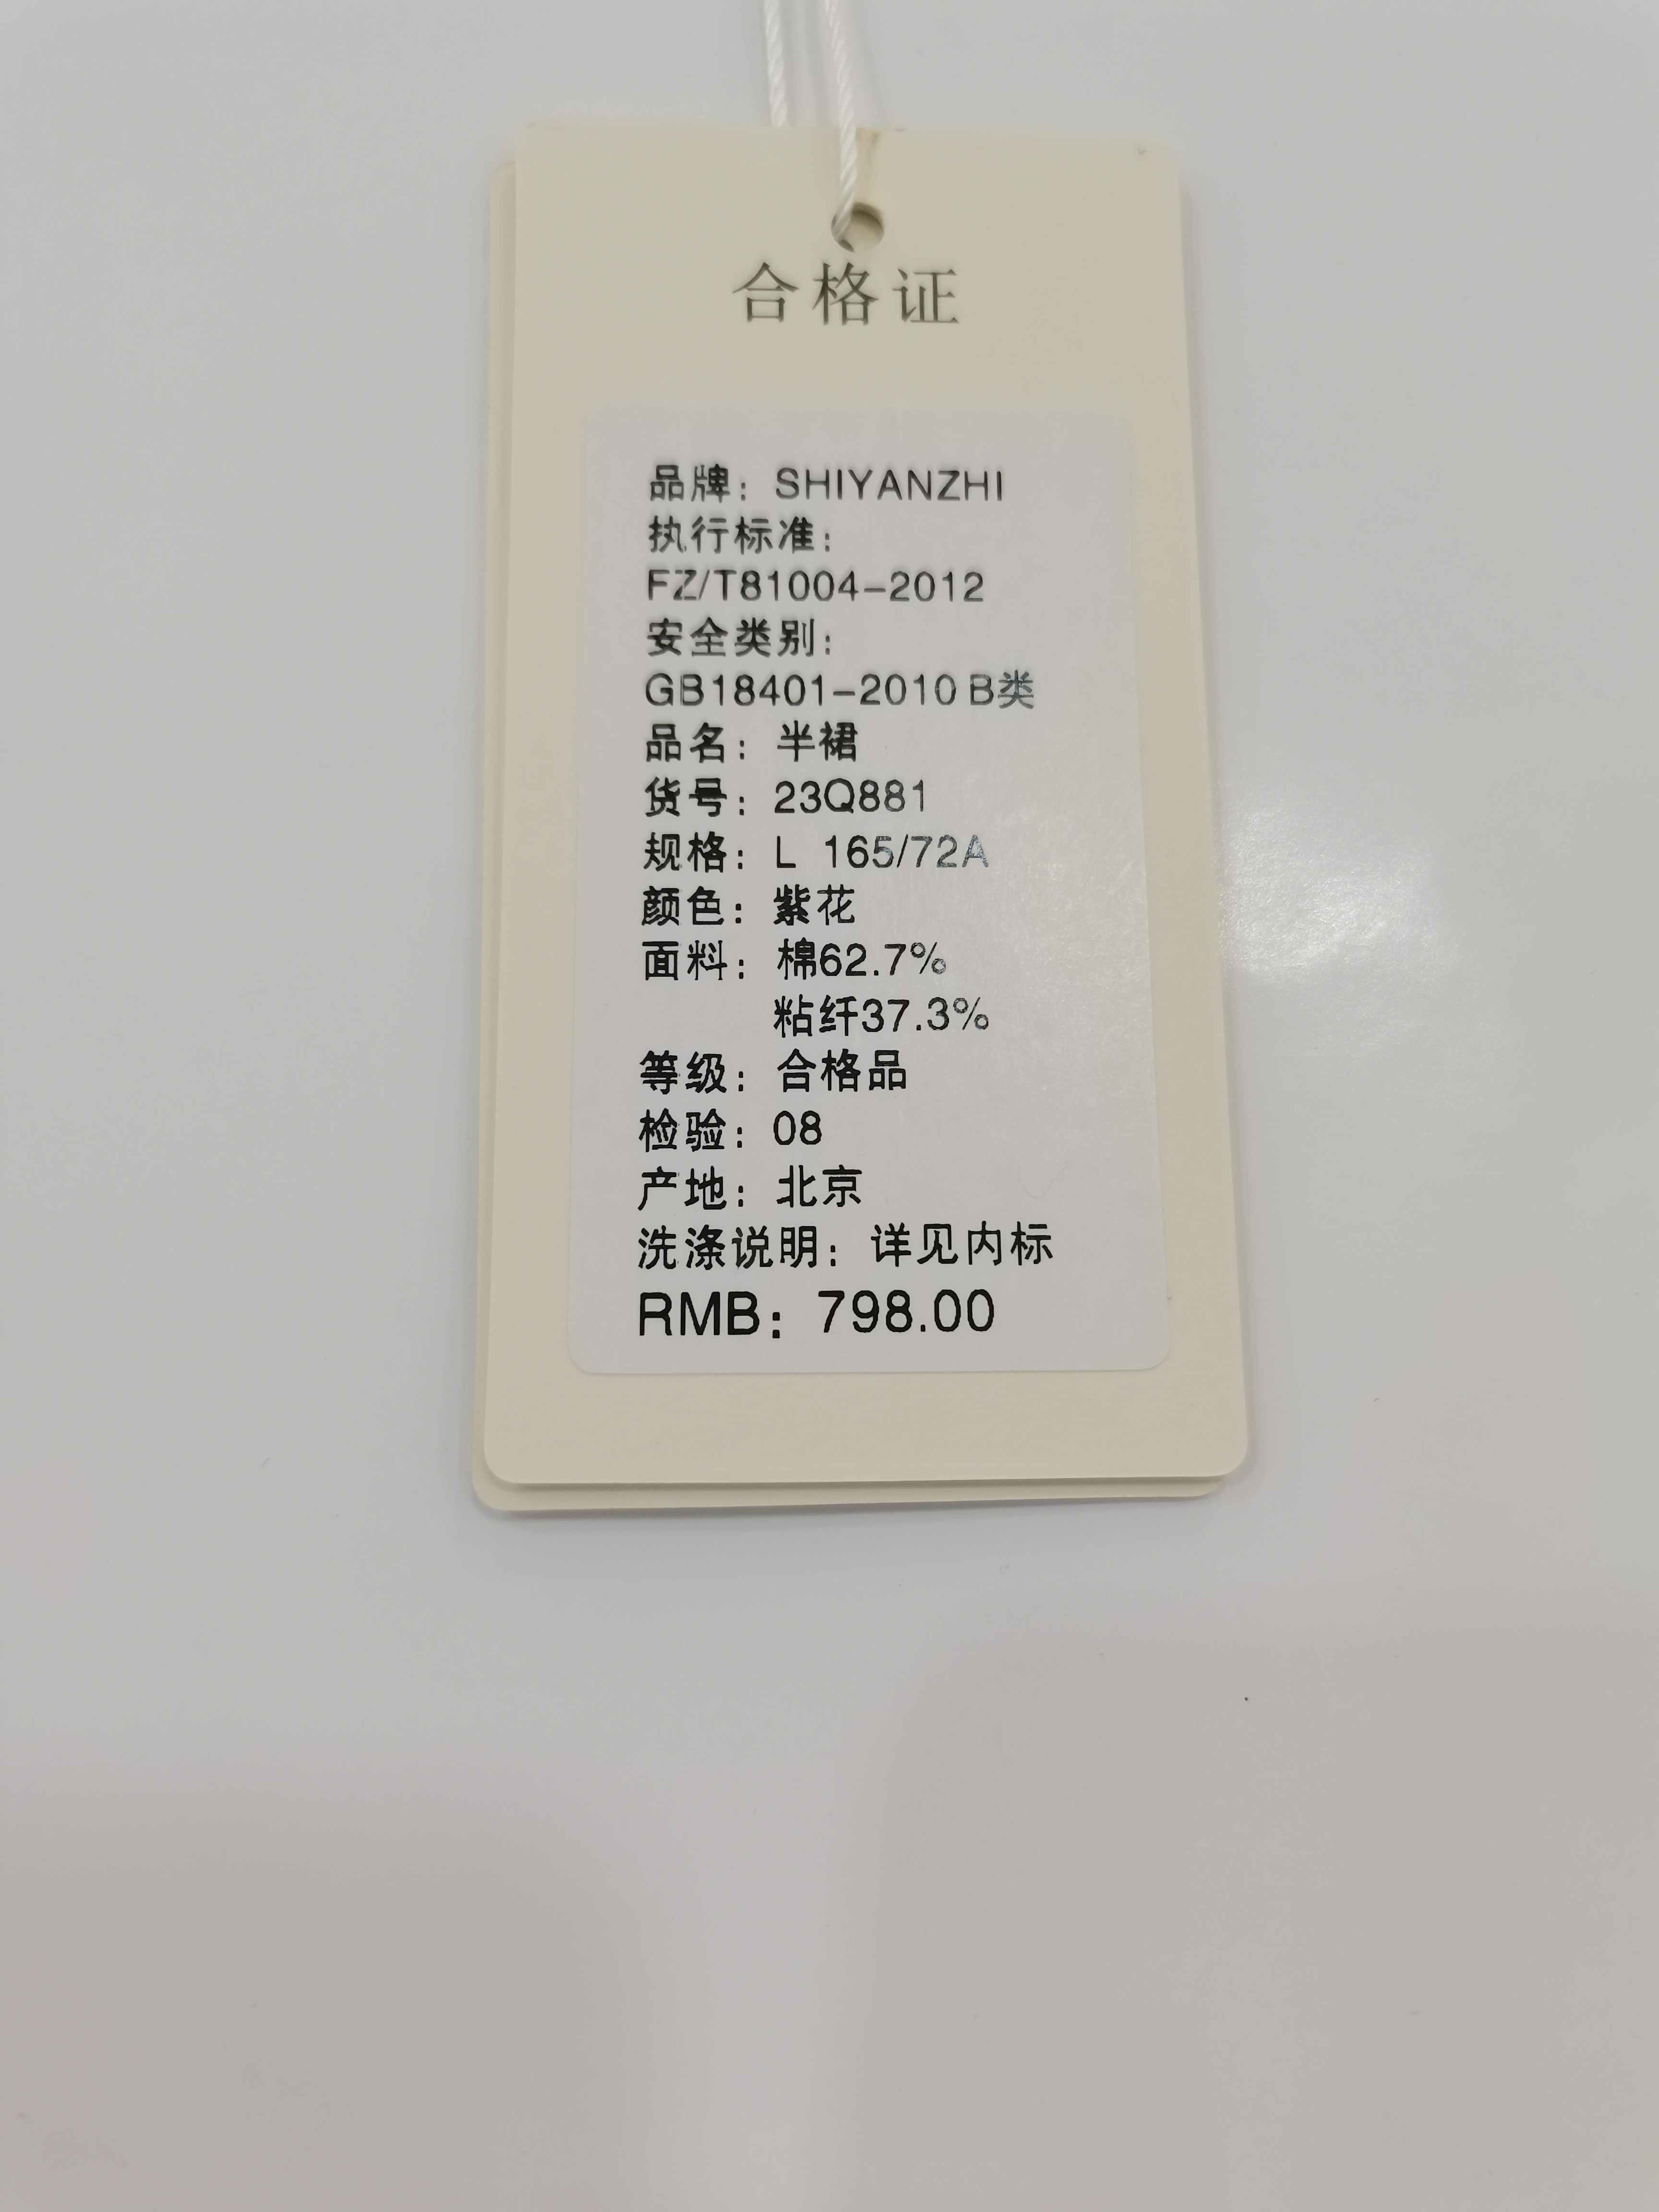 合格证
品牌：SHIYANZHI
执行标准：
FZ/T81004-2012
安全类别：
GB18401-2010 B类
品名：半裙
货号：23Q881
规格：L 165/72A
颜色：紫花
面料：棉62.7%
粘纤37.3%
等级：合格品
检验：08
产地：北京
洗涤说明：详见内标
RMB：798.00